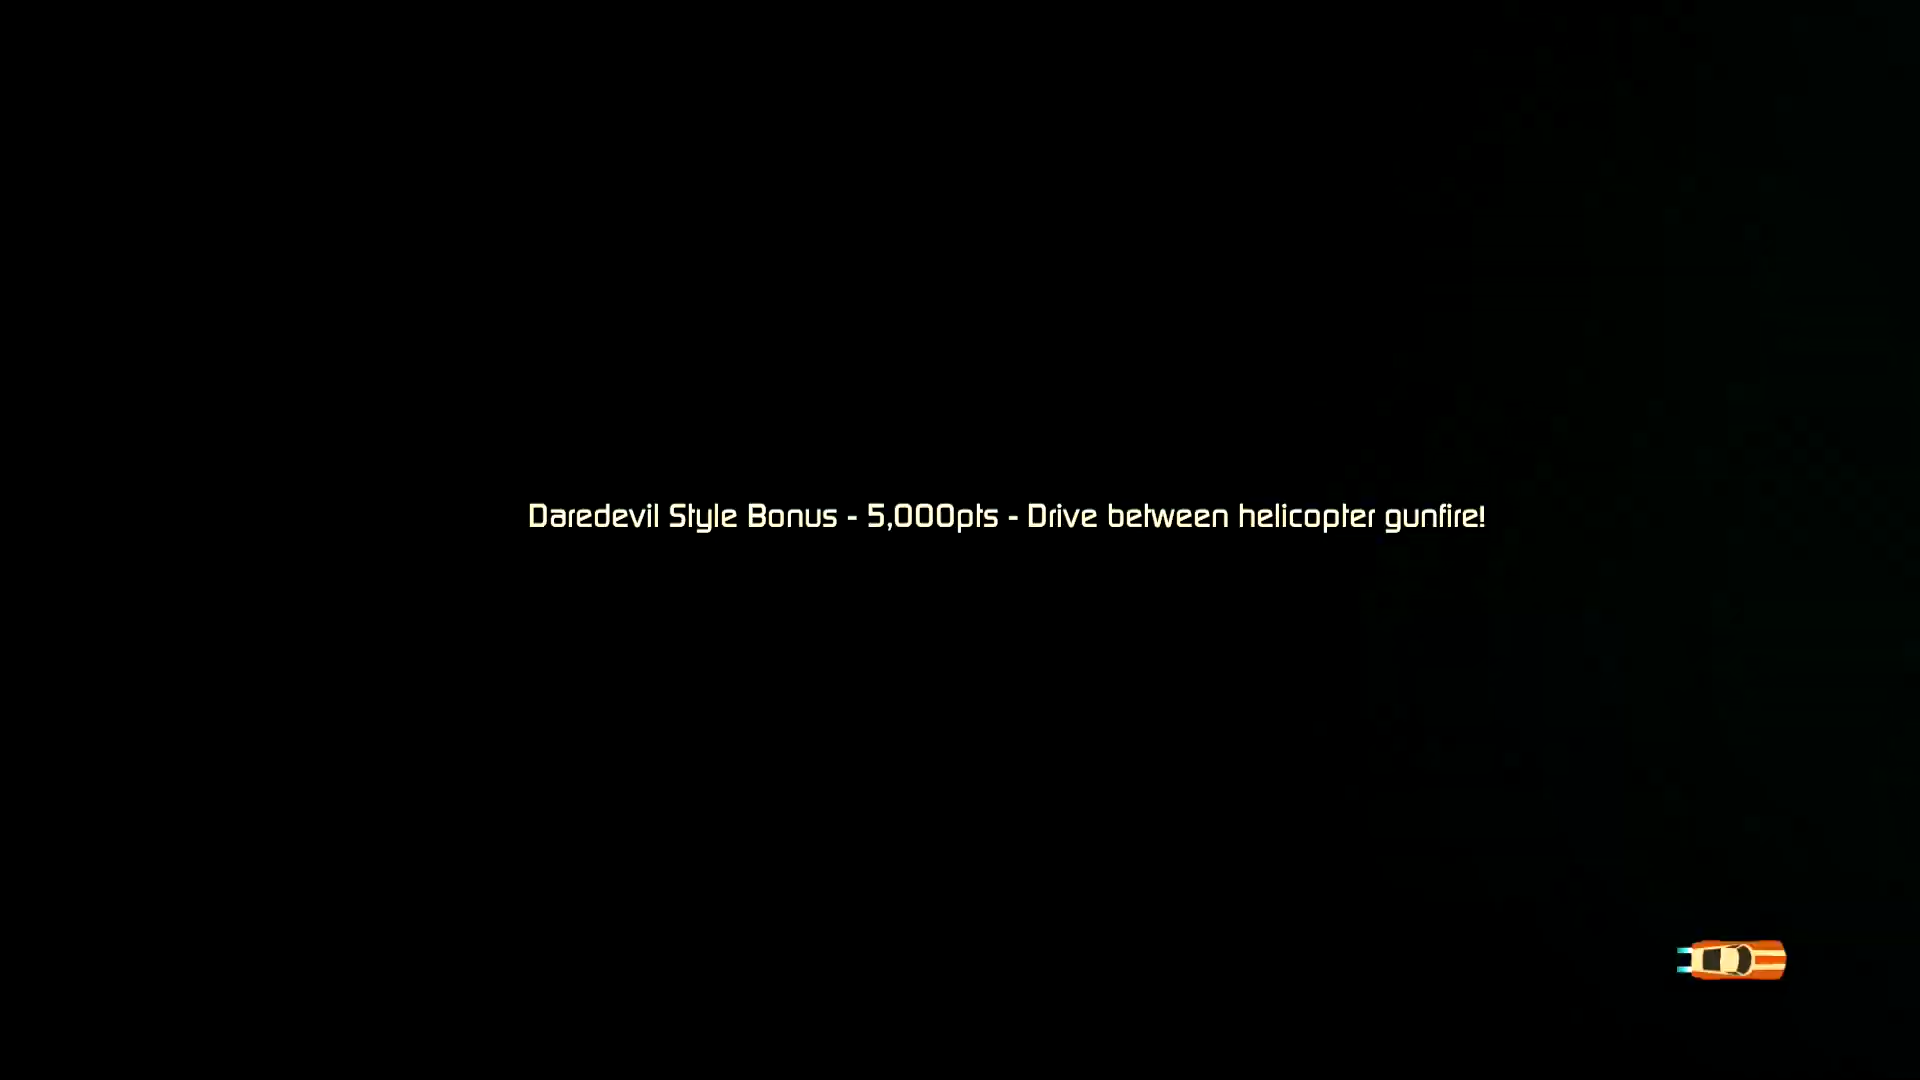 Daredevil Style Bonus - 5,000pts - Drive between helicopter gunfire!